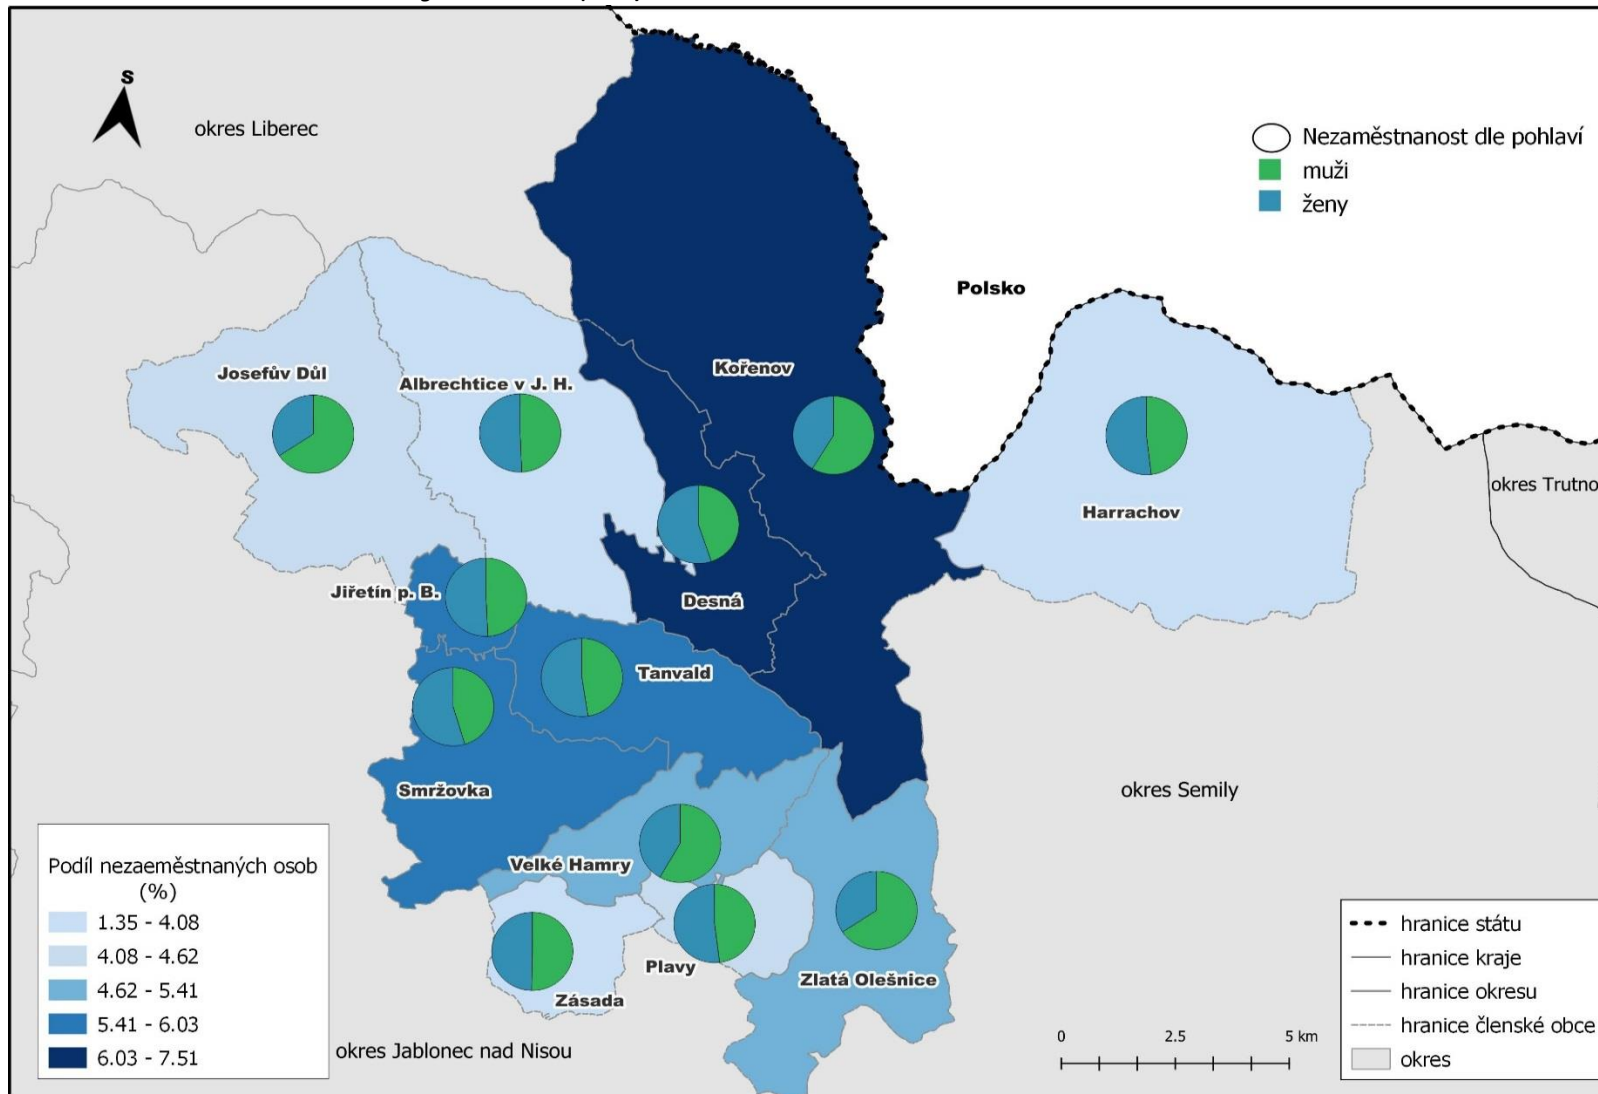 S
okres Liberec
Nezaměstnanost dle pohlaví
muži
ženy
Polsko
Josefův Důl
Albrechtice v J. H.
Kořenov
Harrachov
okres Trutno
Jiřetín p. B.
Desná
Tanvald
Smržovka
okres Semily
Velké Hamry
Plavy
Zlatá Olešnice
Zásada
okres Jablonec nad Nisou
Podíl nezaeměstnaných osob
(%)
1.35 - 4.08
4.08 - 4.62
4.62 - 5.41
5.41 - 6.03
6.03 - 7.51
0 2.5 5 km
hranice státu
hranice kraje
hranice okresu
hranice členské obce
okres